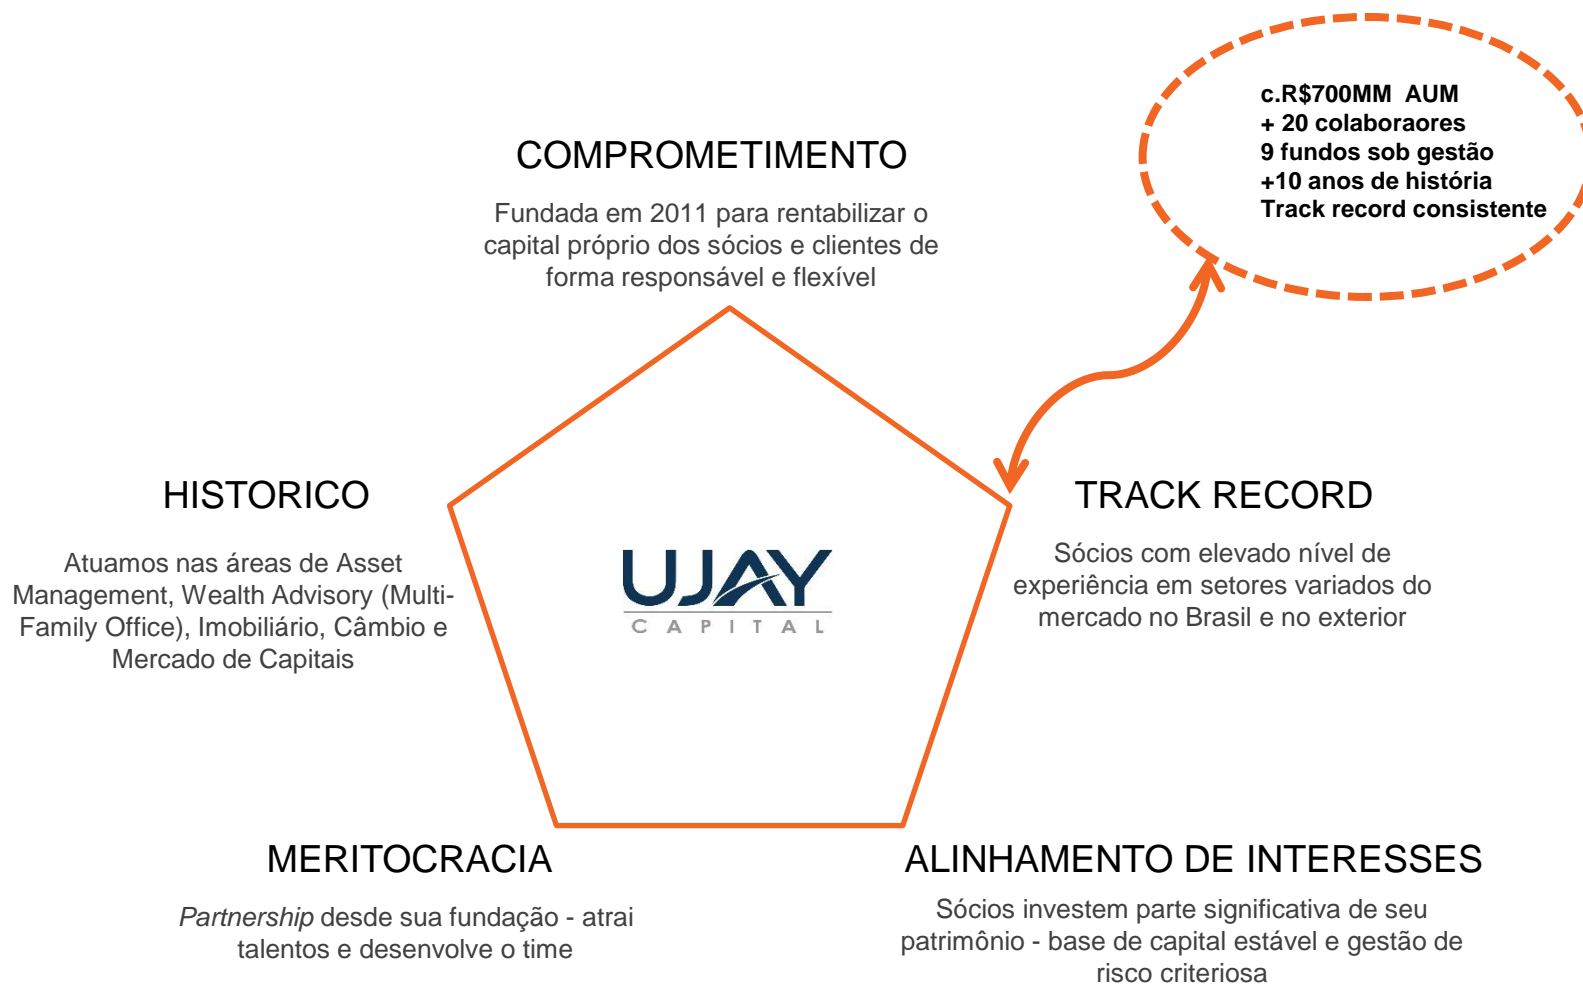 c.R$700MM  AUM
+ 20 colaboraores
9 fundos sob gestão
+10 anos de história
Track record consistente
COMPROMETIMENTO
Fundada em 2011 para rentabilizar o
capital próprio dos sócios e clientes de
forma responsável e flexível
HISTORICO
Atuamos nas áreas de Asset
Management, Wealth Advisory (Multi-
Family Office), Imobiliário, Câmbio e
Mercado de Capitais
UJAY
CAPITAL
TRACK RECORD
Sócios com elevado nível de
experiência em setores variados do
mercado no Brasil e no exterior
MERITOCRACIA
Partnership desde sua fundação - atrai
talentos e desenvolve o time
ALINHAMENTO DE INTERESSES
Sócios investem parte significativa de seu
patrimônio - base de capital estável e gestão de
risco criteriosa